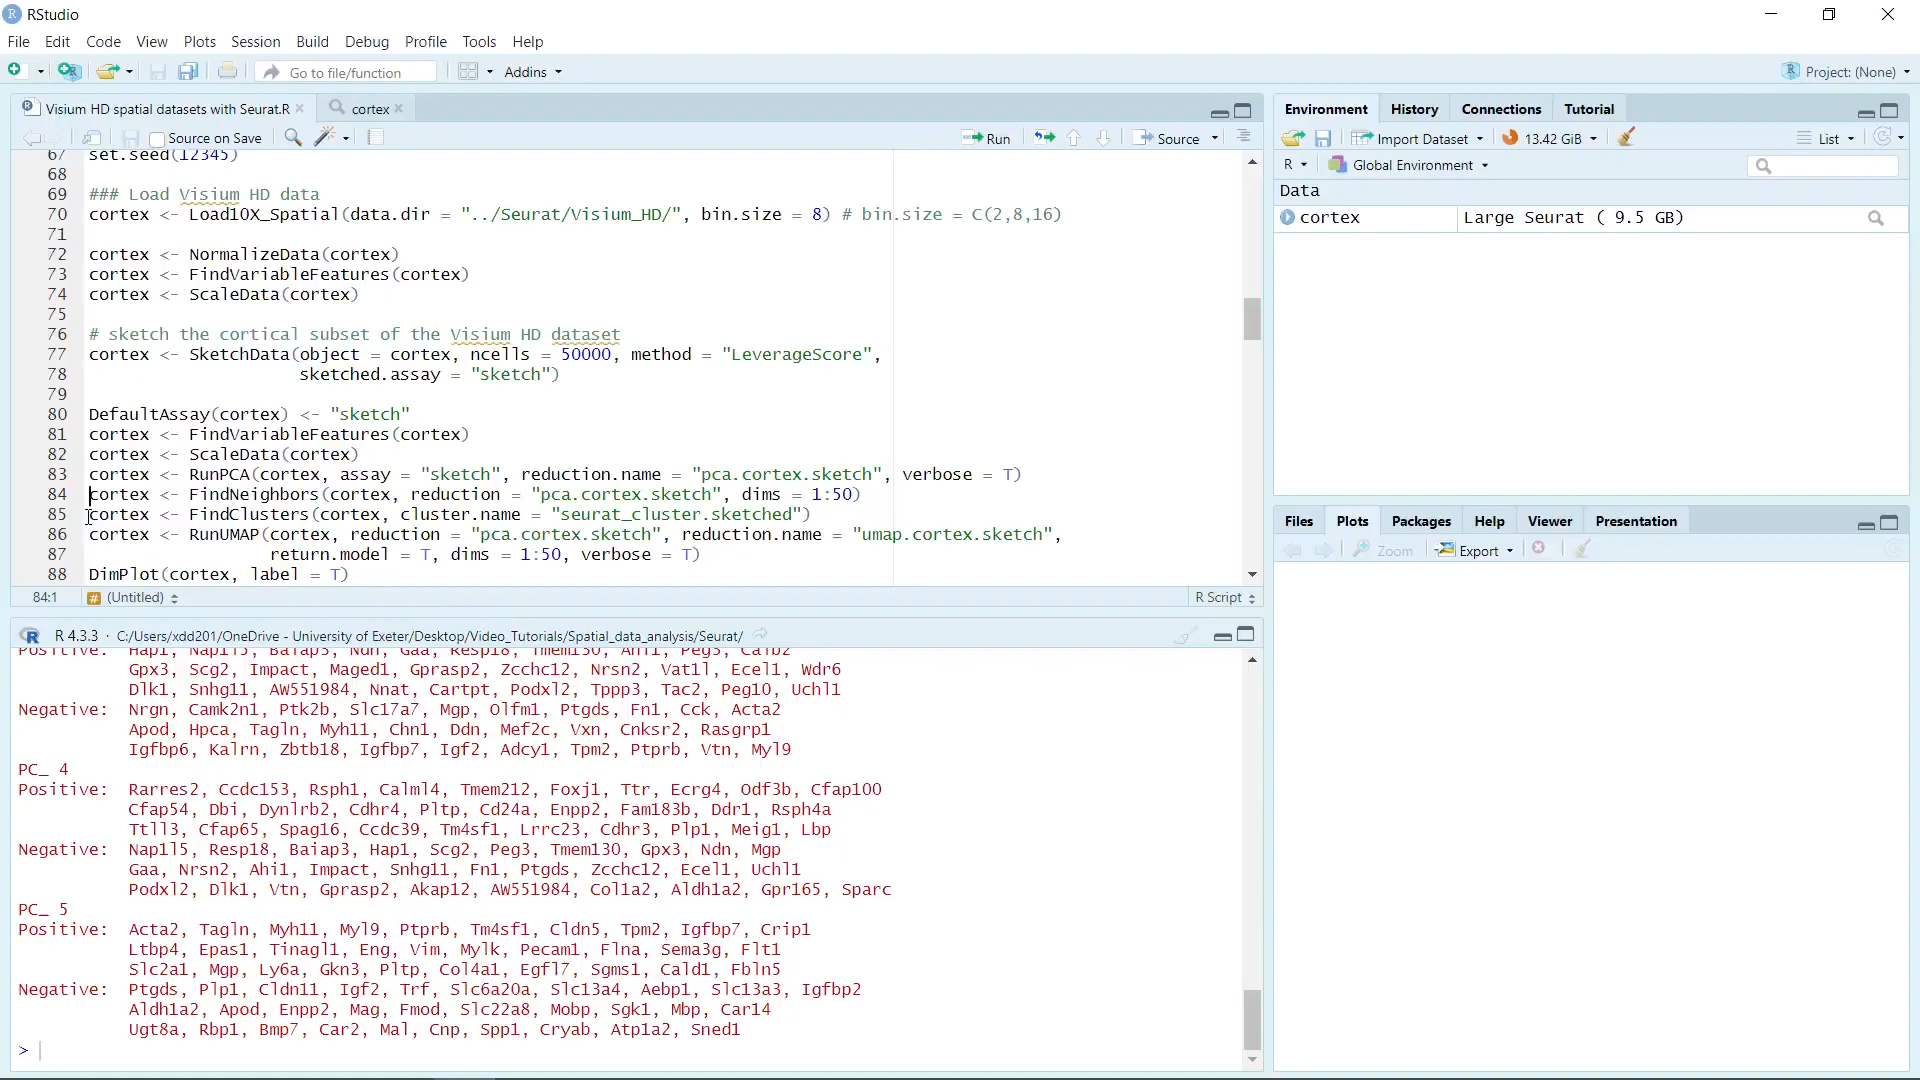 RStudio
File Edit Code View Plots Session Build Debug Profile Tools Help
Go to file/function
Addins
Project: (None)
Visium HD spatial datasets with Seurat.R
cortex
Source on Save
Run
Source
67 set.seed(12345)
68
69 ### Load Visium HD data
70 cortex <- Load10X_Spatial(data.dir = "../Seurat/Visium_HD/", bin.size = 8) # bin.size = C(2,8,16)
71
72 cortex <- NormalizeData(cortex)
73 cortex <- FindVariableFeatures(cortex)
74 cortex <- ScaleData(cortex)
75
76 # sketch the cortical subset of the Visium HD dataset
77 cortex <- SketchData(object = cortex, ncells = 50000, method = "LeverageScore",
78 sketched.assay = "sketch")
79
80 DefaultAssay(cortex) <- "sketch"
81 cortex <- FindVariableFeatures(cortex)
82 cortex <- ScaleData(cortex)
83 cortex <- RunPCA(cortex, assay = "sketch", reduction.name = "pca.cortex.sketch", verbose = T)
84 cortex <- FindNeighbors(cortex, reduction = "pca.cortex.sketch", dims = 1:50)
85 cortex <- FindClusters(cortex, cluster.name = "seurat_cluster.sketched")
86 cortex <- RunUMAP(cortex, reduction = "pca.cortex.sketch", reduction.name = "umap.cortex.sketch",
87 return.model = T, dims = 1:50, verbose = T)
88 DimPlot(cortex, label = T)
84:1 # (Untitled) R Script
R 4.3.3 · C:/Users/xdd201/OneDrive - University of Exeter/Desktop/Video_Tutorials/Spatial_data_analysis/Seurat/
Positive: Hap1, Nap1l5, Baiap3, Ndn, Gaa, Resp18, Tmem130, Ahi1, Peg3, Calb2
Gpx3, Scg2, Impact, Maged1, Gprasp2, Zcchc12, Nrsn2, Vat1l, Ecel1, Wdr6
Dlk1, Snhg11, AW551984, Nnat, Cartpt, Podxl2, Tppp3, Tac2, Peg10, Uchl1
Negative: Nrgn, Camk2n1, Ptk2b, Slc17a7, Mgp, Olfm1, Ptgds, Fn1, Cck, Acta2
Apod, Hpca, Tagln, Myh11, Chn1, Ddn, Mef2c, Vxn, Cnksr2, Rasgrp1
Igfbp6, Kalrn, Zbtb18, Igfbp7, Igf2, Adcy1, Tpm2, Ptprb, Vtn, Myl9
PC_ 4
Positive: Rarres2, Ccdc153, Rsph1, Calml4, Tmem212, Foxj1, Ttr, Ecrg4, Odf3b, Cfap100
Cfap54, Dbi, Dynlrb2, Cdhr4, Pltp, Cd24a, Enpp2, Fam183b, Ddr1, Rsph4a
Ttll3, Cfap65, Spag16, Ccdc39, Tm4sf1, Lrrc23, Cdhr3, Plp1, Meig1, Lbp
Negative: Nap1l5, Resp18, Baiap3, Hap1, Scg2, Peg3, Tmem130, Gpx3, Ndn, Mgp
Gaa, Nrsn2, Ahi1, Impact, Snhg11, Fn1, Ptgds, Zcchc12, Ecel1, Uchl1
Podxl2, Dlk1, Vtn, Gprasp2, Akap12, AW551984, Col1a2, Aldh1a2, Gpr165, Sparc
PC_ 5
Positive: Acta2, Tagln, Myh11, Myl9, Ptprb, Tm4sf1, Cldn5, Tpm2, Igfbp7, Crip1
Ltbp4, Epas1, Tinagl1, Eng, Vim, Mylk, Pecam1, Flna, Sema3g, Flt1
Slc2a1, Mgp, Ly6a, Gkn3, Pltp, Col4a1, Egfl7, Sgms1, Cald1, Fbln5
Negative: Ptgds, Plp1, Cldn11, Igf2, Trf, Slc6a20a, Slc13a4, Aebp1, Slc13a3, Igfbp2
Aldh1a2, Apod, Enpp2, Mag, Fmod, Slc22a8, Mobp, Sgk1, Mbp, Car14
Ugt8a, Rbp1, Bmp7, Car2, Mal, Cnp, Spp1, Cryab, Atp1a2, Sned1
>
Environment History Connections Tutorial
Import Dataset 13.42 GiB List
R Global Environment
Data
cortex Large Seurat ( 9.5 GB)
Files Plots Packages Help Viewer Presentation
Zoom Export